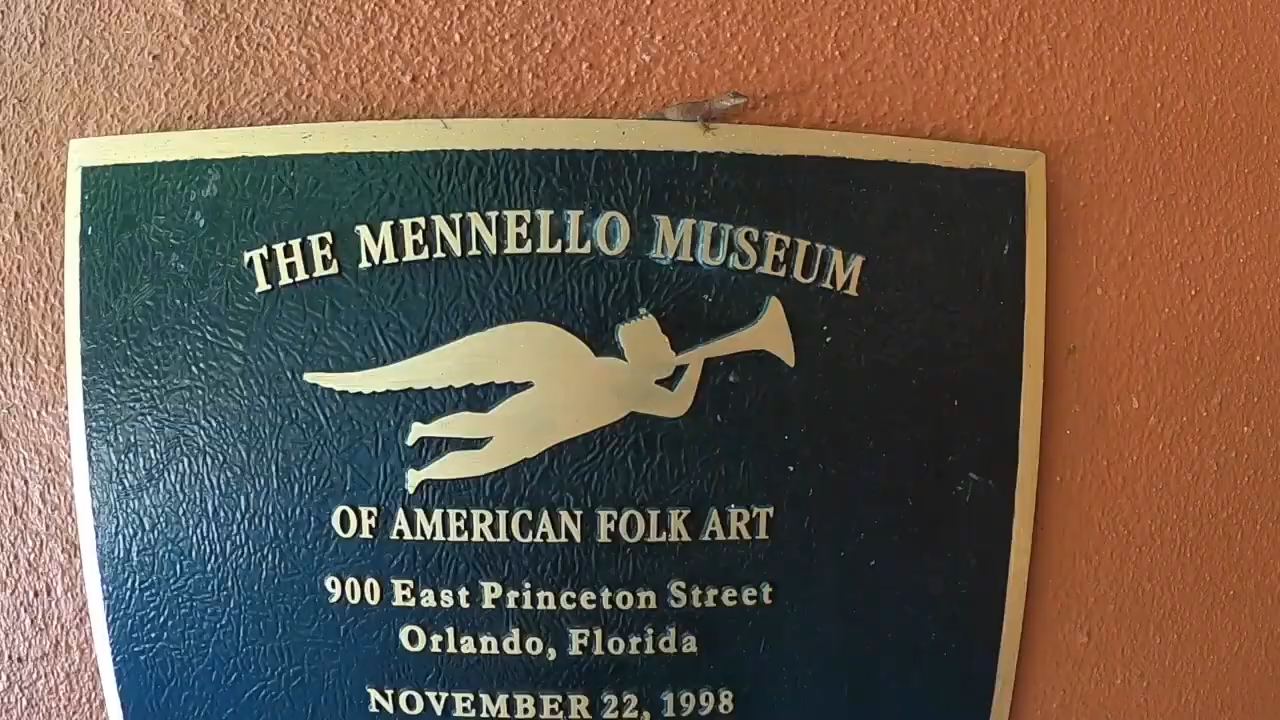 THE MENNELLO MUSEUM
OF AMERICAN FOLK ART
900 East Princeton Street
Orlando, Florida
NOVEMBER 22, 1998